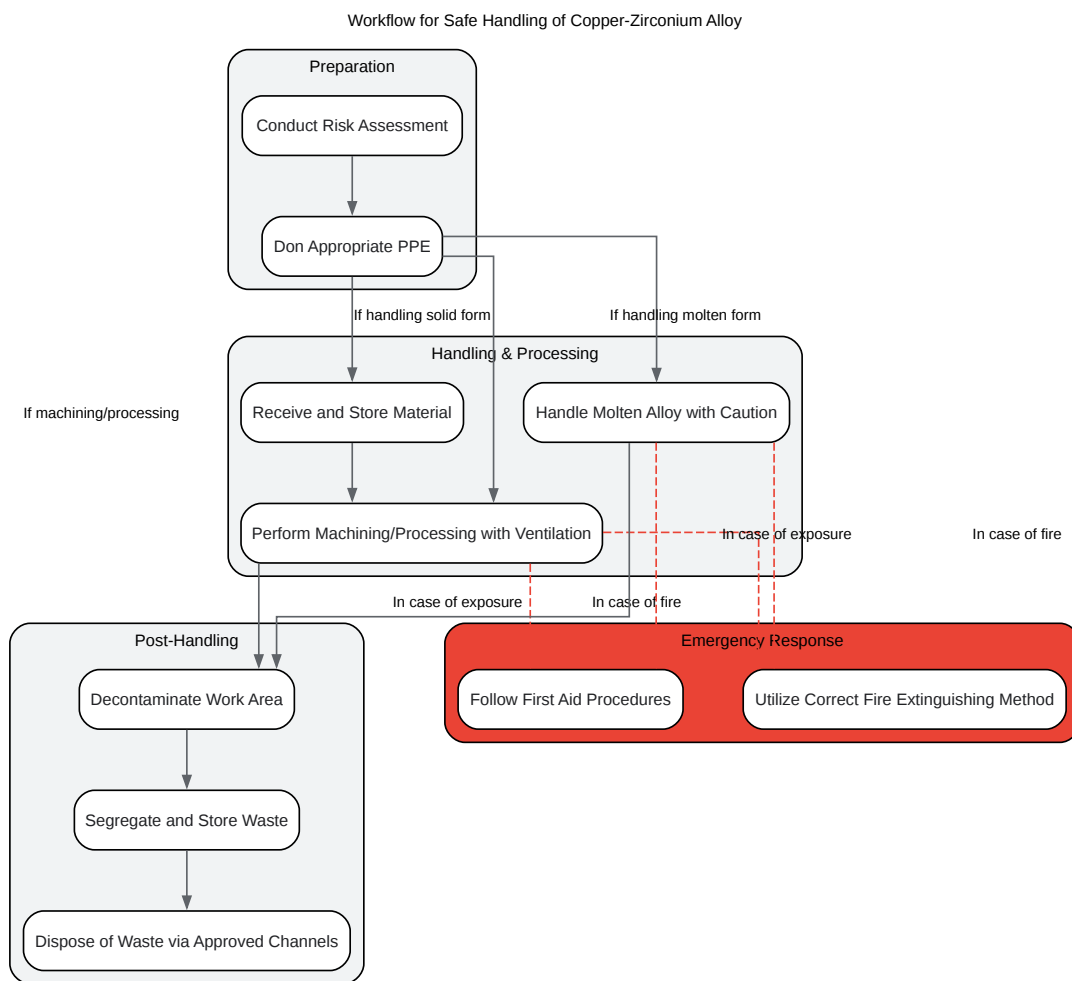 Workflow for Safe Handling of Copper-Zirconium Alloy
Preparation
Conduct Risk Assessment
Don Appropriate PPE
If handling solid form
If handling molten form
Handling & Processing
If machining/processing
Receive and Store Material
Handle Molten Alloy with Caution
Perform Machining/Processing with Ventilation
In case of exposure
In case of fire
In case of exposure
In case of fire
Post-Handling
Emergency Response
Decontaminate Work Area
Follow First Aid Procedures
Utilize Correct Fire Extinguishing Method
Segregate and Store Waste
Dispose of Waste via Approved Channels